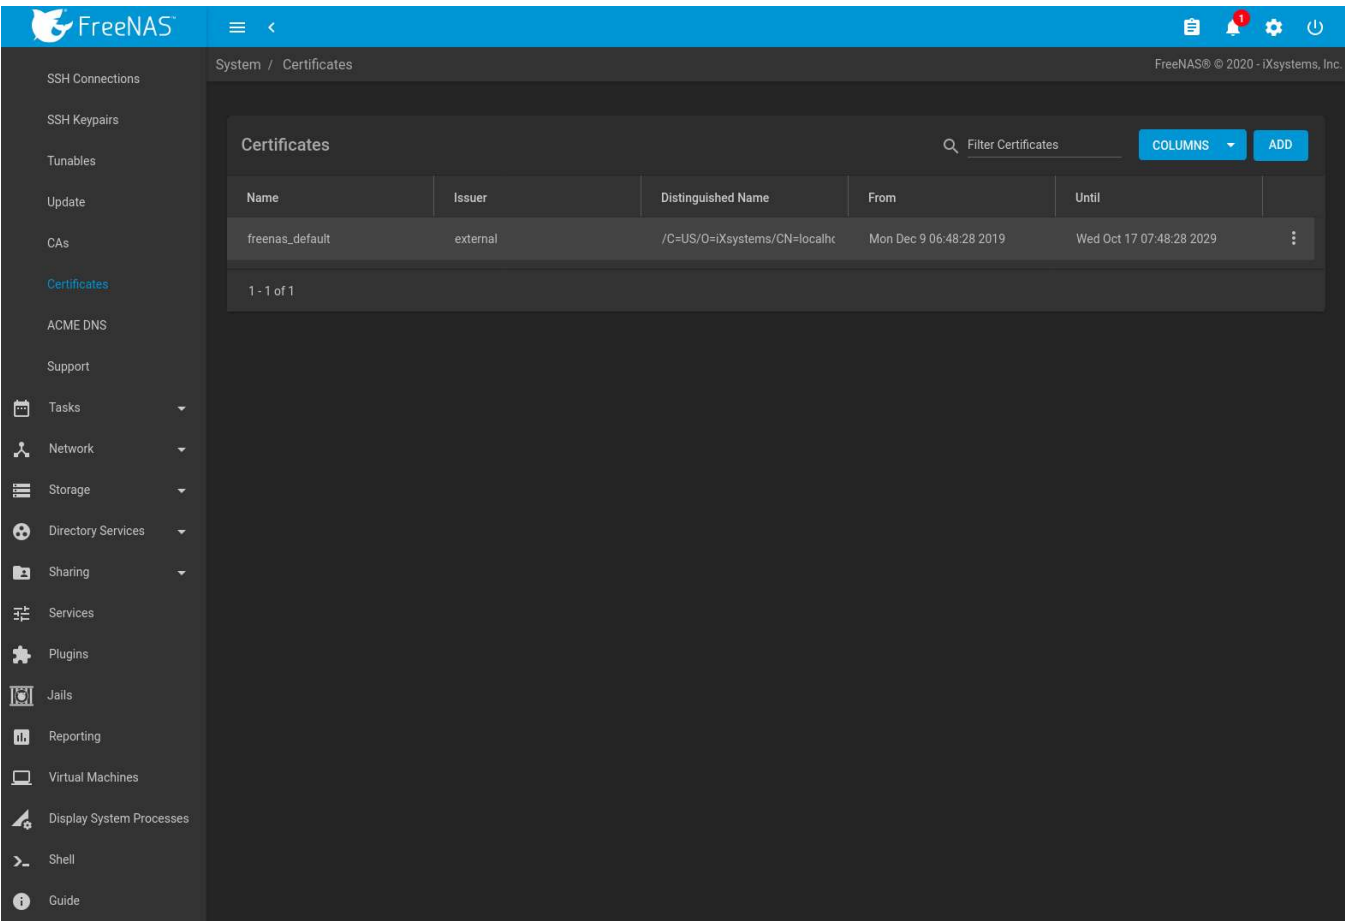 FreeNAS®
1
System / Certificates
FreeNAS® © 2020 - iXsystems, Inc.
SSH Connections
SSH Keypairs
Tunables
Update
CAs
Certificates
ACME DNS
Support
Tasks
Network
Storage
Directory Services
Sharing
Services
Plugins
Jails
Reporting
Virtual Machines
Display System Processes
Shell
Guide
Certificates
Filter Certificates
COLUMNS
ADD
Name Issuer Distinguished Name From Until
freenas_default external /C=US/O=iXsystems/CN=localhc Mon Dec 9 06:48:28 2019 Wed Oct 17 07:48:28 2029
1 - 1 of 1